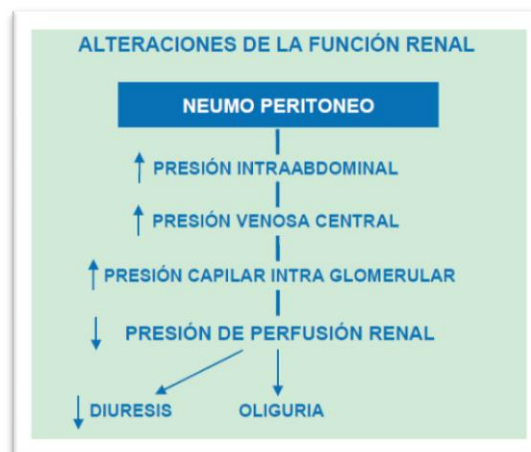 ALTERACIONES DE LA FUNCIÓN RENAL
NEUMO PERITONEO
↑ PRESIÓN INTRAABDOMINAL
↑ PRESIÓN VENOSA CENTRAL
↑ PRESIÓN CAPILAR INTRA GLOMERULAR
↓ PRESIÓN DE PERFUSIÓN RENAL
↓ DIURESIS OLIGURIA